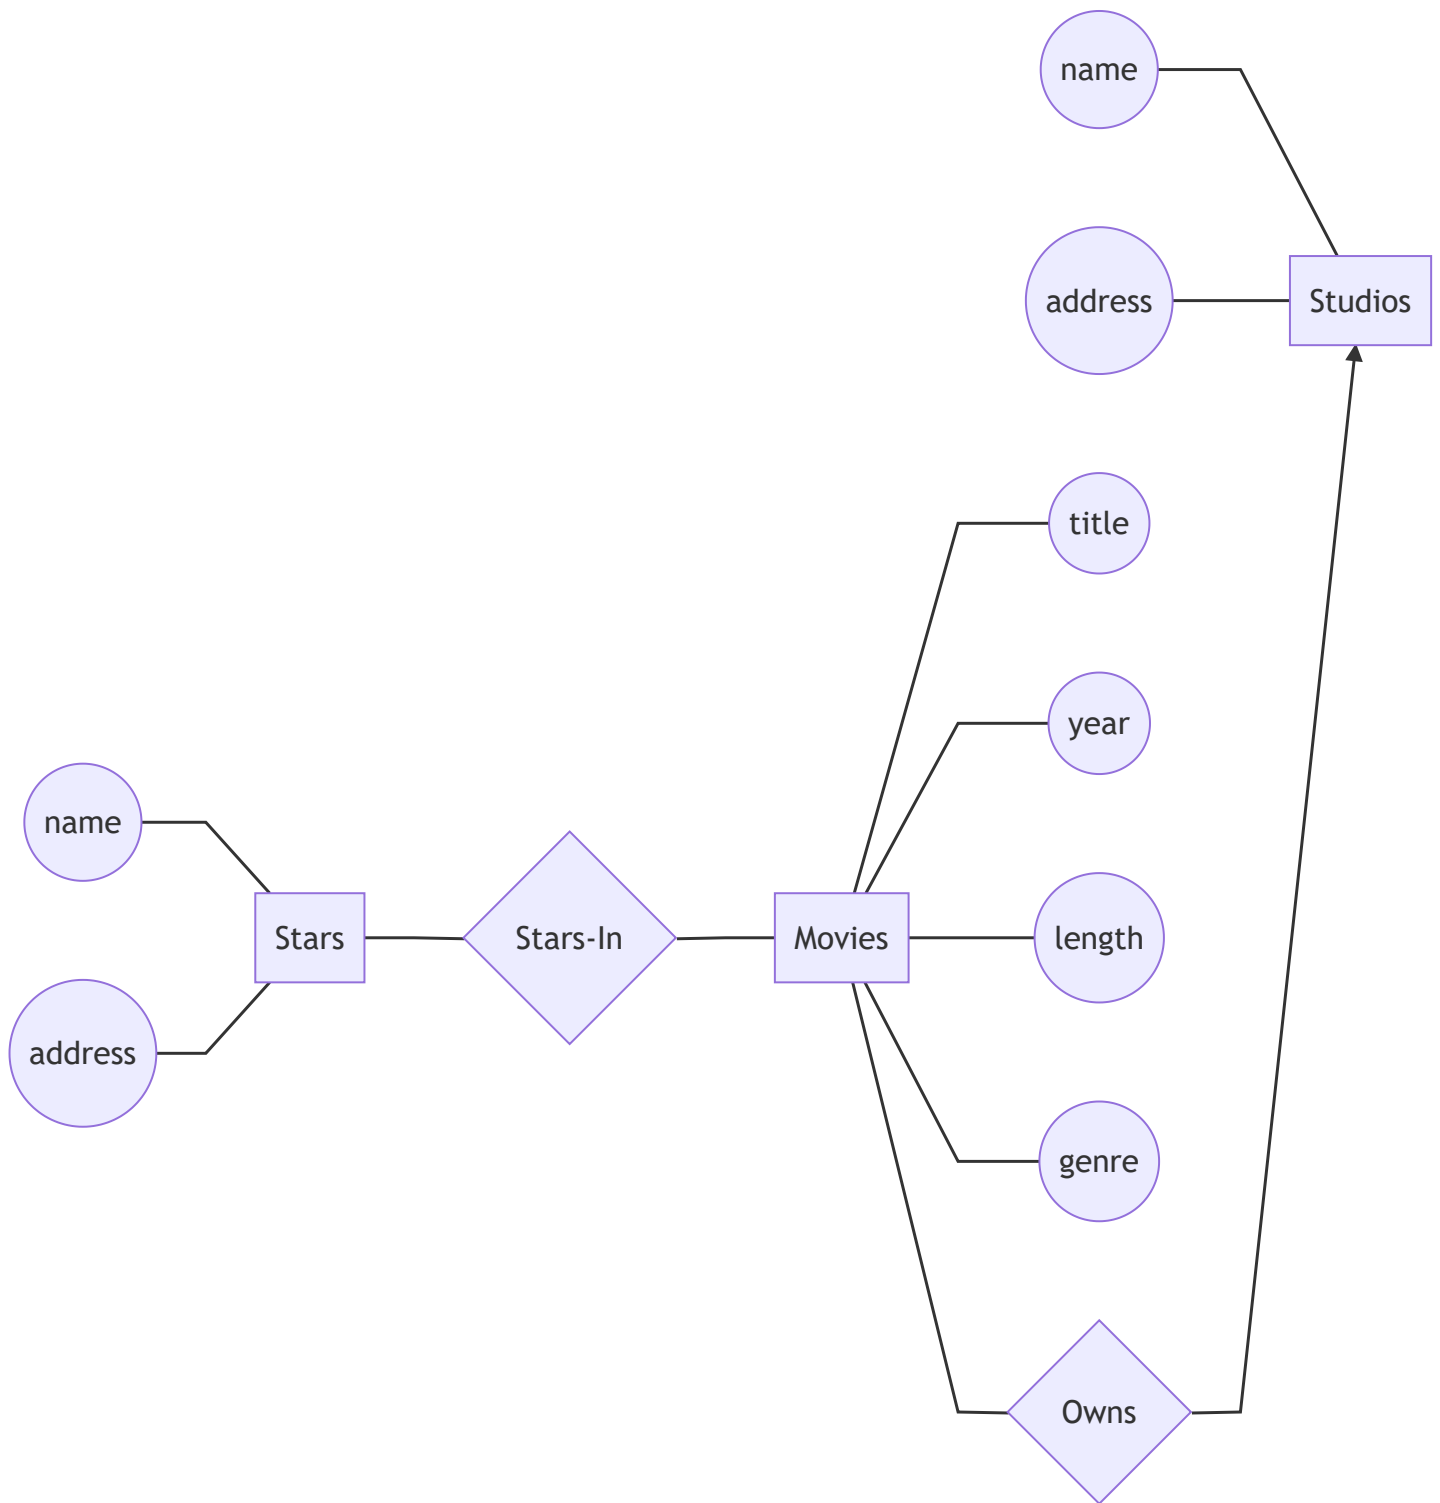 name
address
Studios
title
year
name
Stars
Stars-In
Movies
length
address
genre
Owns